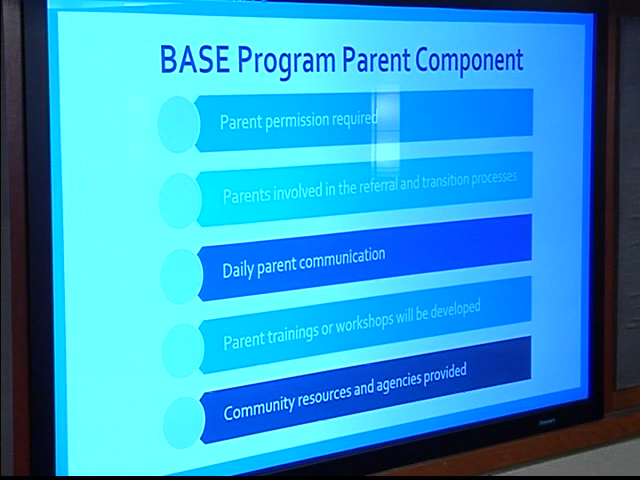 BASE Program Parent Component
Parent permission required
Parents involved in the referral and transition processes
Daily parent communication
Parent trainings or workshops will be developed
Community resources and agencies provided